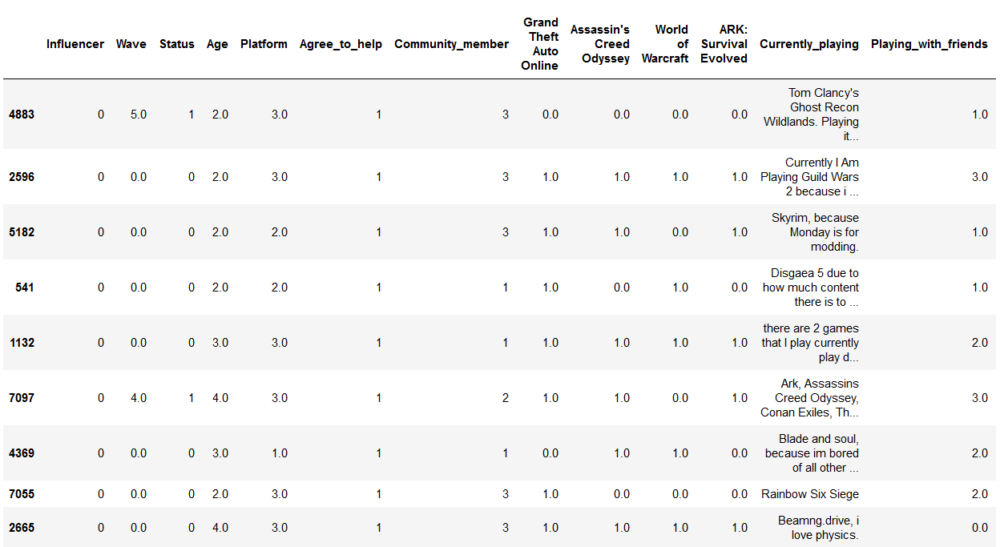 Influencer Wave Status Age Platform Agree_to_help Community_member Grand Theft Auto Online Assassin's Creed Odyssey World of Warcraft ARK: Survival Evolved Currently_playing Playing_with_friends
4883 0 5.0 1 2.0 3.0 1 3 0.0 0.0 0.0 0.0 Tom Clancy's Ghost Recon Wildlands. Playing it... 1.0
2596 0 0.0 0 2.0 3.0 1 3 1.0 1.0 1.0 1.0 Currently I Am Playing Guild Wars 2 because i ... 3.0
5182 0 0.0 0 2.0 2.0 1 3 1.0 1.0 0.0 1.0 Skyrim, because Monday is for modding. 1.0
541 0 0.0 0 2.0 2.0 1 1 1.0 0.0 1.0 0.0 Disgaea 5 due to how much content there is to ... 1.0
1132 0 0.0 0 3.0 3.0 1 1 1.0 1.0 1.0 1.0 there are 2 games that I play currently play d... 2.0
7097 0 4.0 1 4.0 3.0 1 2 1.0 1.0 0.0 1.0 Ark, Assassins Creed Odyssey, Conan Exiles, Th... 3.0
4369 0 0.0 0 3.0 1.0 1 1 0.0 1.0 1.0 0.0 Blade and soul, because im bored of all other ... 2.0
7055 0 0.0 0 2.0 3.0 1 3 1.0 0.0 0.0 0.0 Rainbow Six Siege 2.0
2665 0 0.0 0 4.0 3.0 1 3 1.0 1.0 1.0 1.0 Beamng.drive, i love physics. 0.0